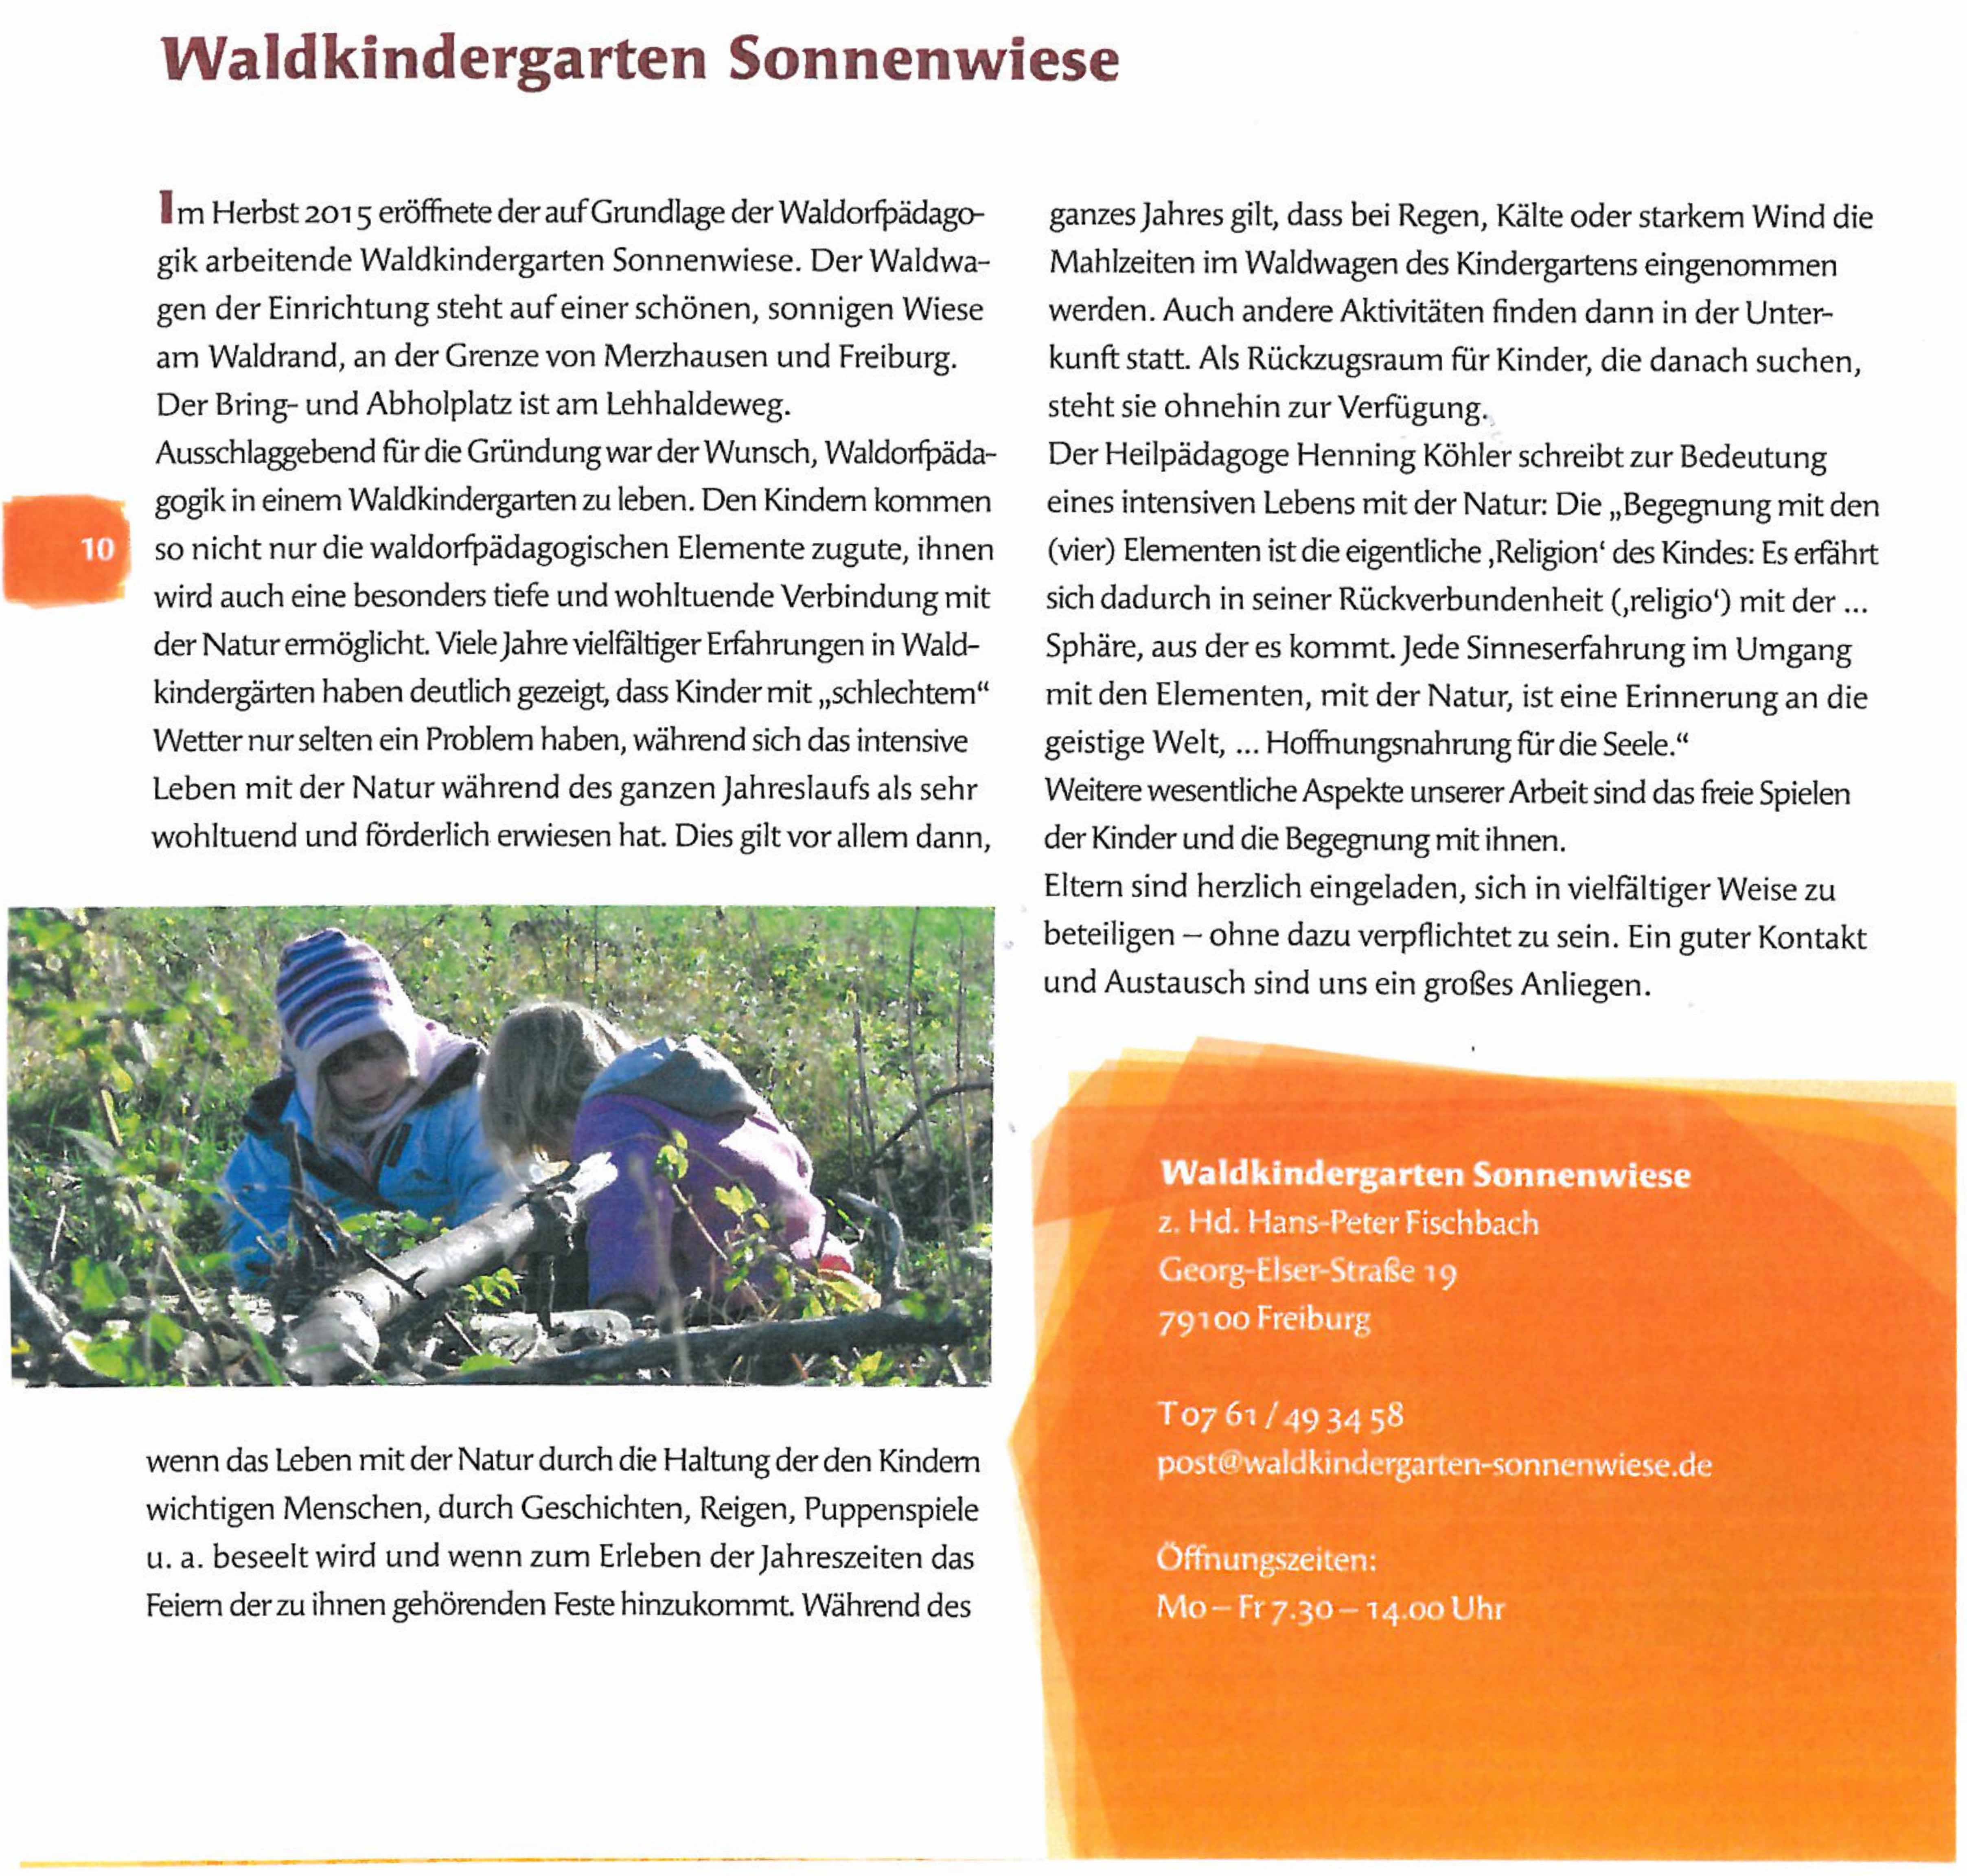 Waldkindergarten Sonnenwiese
Im Herbst 2015 eröffnete der auf Grundlage der Waldorfpädago-
gik arbeitende Waldkindergarten Sonnenwiese. Der Waldwa-
gen der Einrichtung steht auf einer schönen, sonnigen Wiese
am Waldrand, an der Grenze von Merzhausen und Freiburg.
Der Bring- und Abholplatz ist am Lehhaldeweg.
Ausschlaggebend für die Gründung war der Wunsch, Waldorfpäda-
gogik in einem Waldkindergarten zu leben. Den Kindern kommen
10
so nicht nur die waldorfpädagogischen Elemente zugute, ihnen
wird auch eine besonders tiefe und wohltuende Verbindung mit
der Natur ermöglicht. Viele Jahre vielfältiger Erfahrungen in Wald-
kindergärten haben deutlich gezeigt, dass Kinder mit „schlechtem“
Wetter nur selten ein Problem haben, während sich das intensive
Leben mit der Natur während des ganzen Jahreslaufs als sehr
wohltuend und förderlich erwiesen hat. Dies gilt vor allem dann,
wenn das Leben mit der Natur durch die Haltung der den Kindern
wichtigen Menschen, durch Geschichten, Reigen, Puppenspiele
u. a. beseelt wird und wenn zum Erleben der Jahreszeiten das
Feiern der zu ihnen gehörenden Feste hinzukommt. Während des
ganzes Jahres gilt, dass bei Regen, Kälte oder starkem Wind die
Mahlzeiten im Waldwagen des Kindergartens eingenommen
werden. Auch andere Aktivitäten finden dann in der Unter-
kunft statt. Als Rückzugsraum für Kinder, die danach suchen,
steht sie ohnehin zur Verfügung.
Der Heilpädagoge Henning Köhler schreibt zur Bedeutung
eines intensiven Lebens mit der Natur: Die „Begegnung mit den
(vier) Elementen ist die eigentliche ‚Religion‘ des Kindes: Es erfährt
sich dadurch in seiner Rückverbundenheit (‚religio‘) mit der ...
Sphäre, aus der es kommt. Jede Sinneserfahrung im Umgang
mit den Elementen, mit der Natur, ist eine Erinnerung an die
geistige Welt, ... Hoffnungsnahrung für die Seele.“
Weitere wesentliche Aspekte unserer Arbeit sind das freie Spielen
der Kinder und die Begegnung mit ihnen.
Eltern sind herzlich eingeladen, sich in vielfältiger Weise zu
beteiligen – ohne dazu verpflichtet zu sein. Ein guter Kontakt
und Austausch sind uns ein großes Anliegen.
Waldkindergarten Sonnenwiese
z. Hd. Hans-Peter Fischbach
Georg-Elser-Straße 19
79100 Freiburg
T 07 61 / 49 34 58
post@waldkindergarten-sonnenwiese.de
Öffnungszeiten:
Mo – Fr 7.30 – 14.00 Uhr